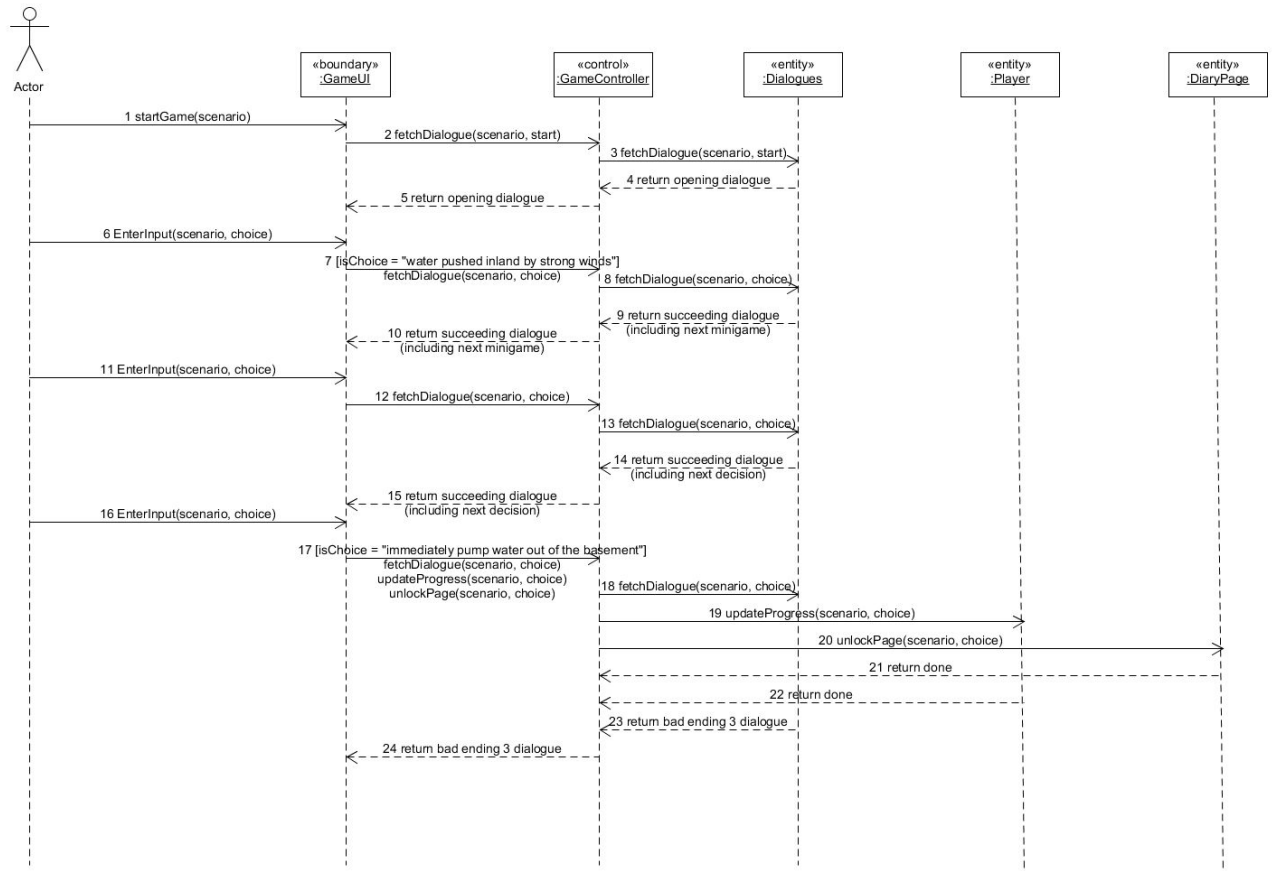 Actor
«boundary»
:GameUI
«control»
:GameController
«entity»
:Dialogues
«entity»
:Player
«entity»
:DiaryPage
1 startGame(scenario)
2 fetchDialogue(scenario, start)
3 fetchDialogue(scenario, start)
4 return opening dialogue
5 return opening dialogue
6 EnterInput(scenario, choice)
7 [isChoice = "water pushed inland by strong winds"]
fetchDialogue(scenario, choice)
8 fetchDialogue(scenario, choice)
9 return succeeding dialogue
(including next minigame)
10 return succeeding dialogue
(including next minigame)
11 EnterInput(scenario, choice)
12 fetchDialogue(scenario, choice)
13 fetchDialogue(scenario, choice)
14 return succeeding dialogue
(including next decision)
15 return succeeding dialogue
(including next decision)
16 EnterInput(scenario, choice)
17 [isChoice = "immediately pump water out of the basement"]
fetchDialogue(scenario, choice)
updateProgress(scenario, choice)
unlockPage(scenario, choice)
18 fetchDialogue(scenario, choice)
19 updateProgress(scenario, choice)
20 unlockPage(scenario, choice)
21 return done
22 return done
23 return bad ending 3 dialogue
24 return bad ending 3 dialogue